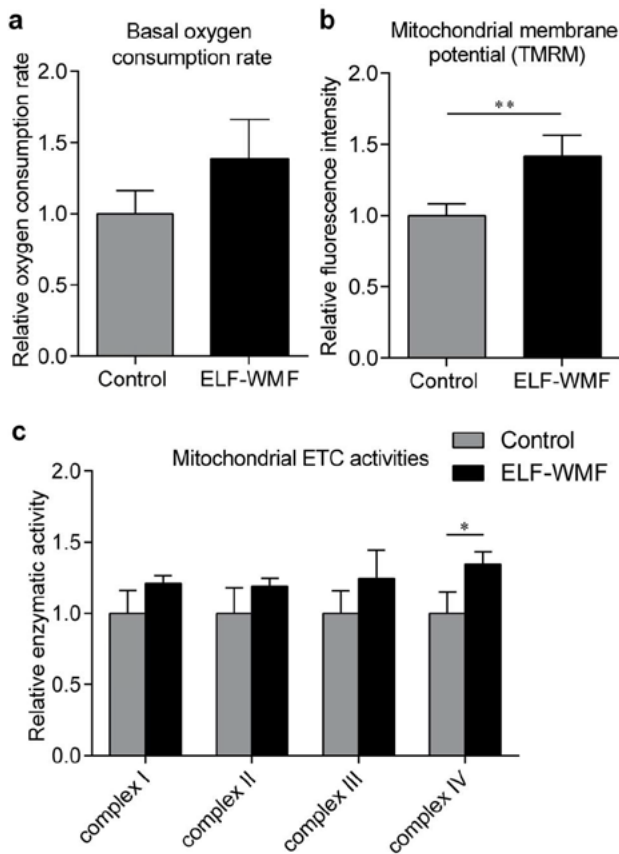 a
Basal oxygen
consumption rate
Relative oxygen consumption rate
2.0
1.5
1.0
0.5
0.0
Control
ELF-WMF
b
Mitochondrial membrane
potential (TMRM)
Relative fluorescence intensity
2.0
1.5
1.0
0.5
0.0
**
Control
ELF-WMF
c
Mitochondrial ETC activities
Control
ELF-WMF
Relative enzymatic activity
2.0
1.5
1.0
0.5
0.0
*
complex I
complex II
complex III
complex IV